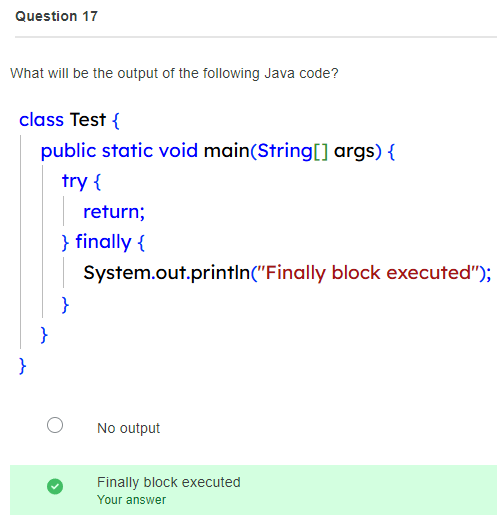 Question 17
What will be the output of the following Java code?
class Test {
public static void main(String[] args) {
try {
return;
} finally {
System.out.println("Finally block executed");
}
}
}
No output
Finally block executed
Your answer